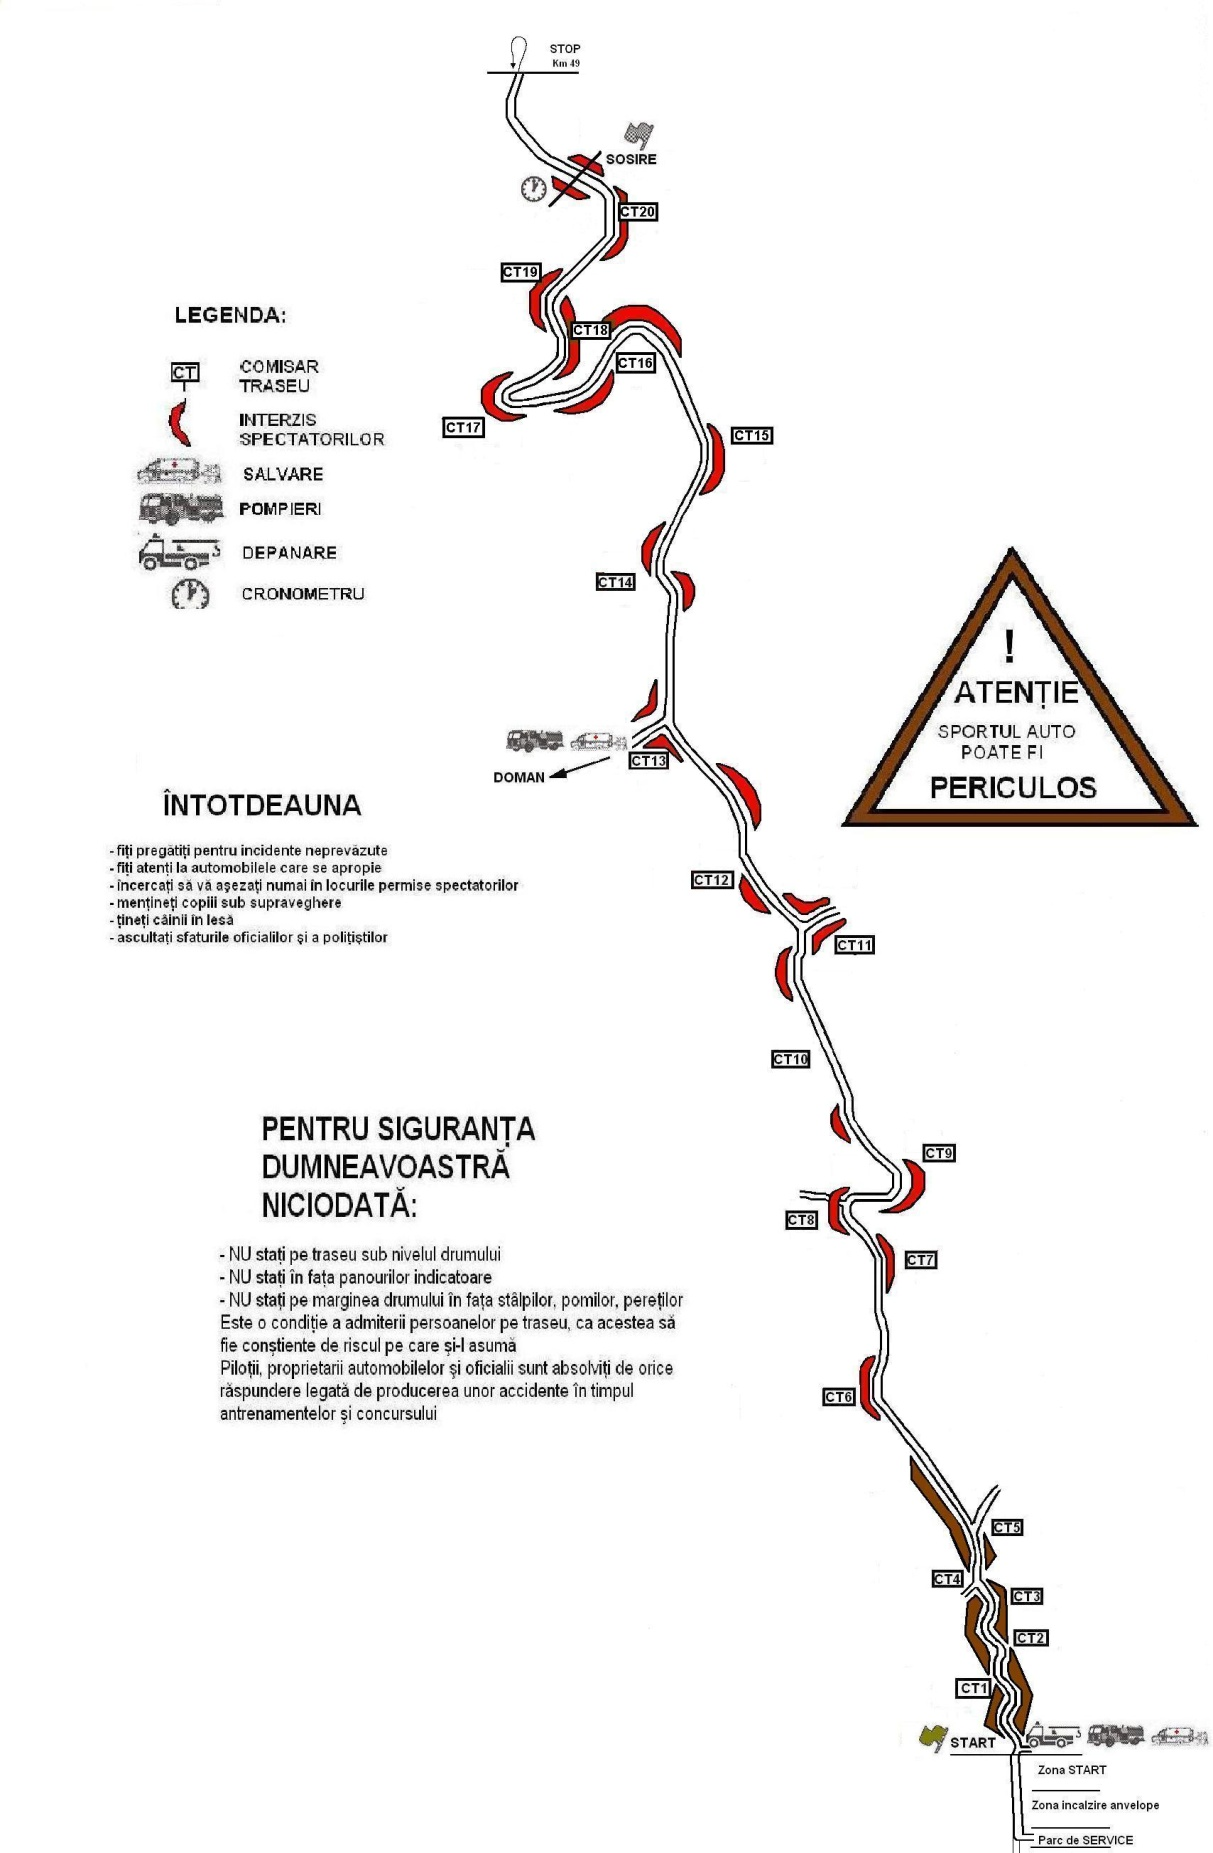 STOP
Km 49
SOSIRE
CT20
CT19
CT18
CT16
CT17
CT15
CT14
LEGENDA:
CT
COMISAR
TRASEU
INTERZIS
SPECTATORILOR
SALVARE
POMPIERI
DEPANARE
CRONOMETRU
!
ATENȚIE
SPORTUL AUTO
POATE FI
PERICULOS
CT13
DOMAN
ÎNTOTDEAUNA
- fiți pregătiți pentru incidente neprevăzute
- fiți atenți la automobilele care se apropie
- încercați să vă așezați numai în locurile permise spectatorilor
- mențineți copiii sub supraveghere
- țineți câinii în lesă
- ascultați sfaturile oficialilor și a polițiștilor
CT12
CT11
CT10
CT9
CT8
CT7
CT6
PENTRU SIGURANȚA
DUMNEAVOASTRĂ
NICIODATĂ:
- NU stați pe traseu sub nivelul drumului
- NU stați în fața panourilor indicatoare
- NU stați pe marginea drumului în fața stâlpilor, pomilor, pereților
Este o condiție a admiterii persoanelor pe traseu, ca acestea să
fie conștiente de riscul pe care și-l asumă
Piloții, proprietarii automobilelor și oficialii sunt absolviți de orice
răspundere legată de producerea unor accidente în timpul
antrenamentelor și concursului
CT5
CT4
CT3
CT2
CT1
START
Zona START
Zona incalzire anvelope
Parc de SERVICE